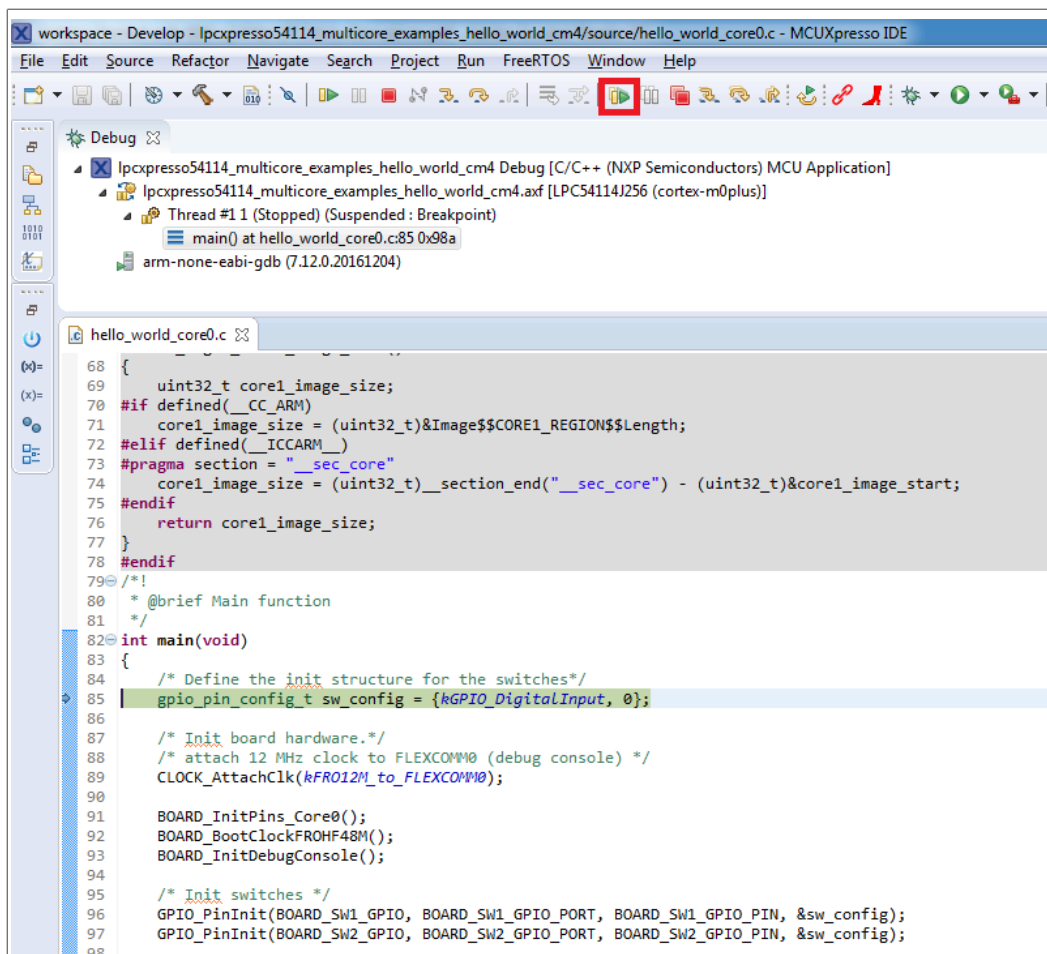 workspace - Develop - lpcxpresso54114_multicore_examples_hello_world_cm4/source/hello_world_core0.c - MCUXpresso IDE
File Edit Source Refactor Navigate Search Project Run FreeRTOS Window Help
Debug
lpcxpresso54114_multicore_examples_hello_world_cm4 Debug [C/C++ (NXP Semiconductors) MCU Application]
lpcxpresso54114_multicore_examples_hello_world_cm4.axf [LPC54114J256 (cortex-m0plus)]
Thread #1 1 (Stopped) (Suspended : Breakpoint)
main() at hello_world_core0.c:85 0x98a
arm-none-eabi-gdb (7.12.0.20161204)
hello_world_core0.c
68 {
69     uint32_t core1_image_size;
70 #if defined(__CC_ARM)
71     core1_image_size = (uint32_t)&Image$$CORE1_REGION$$Length;
72 #elif defined(__ICCARM__)
73 #pragma section = "__sec_core"
74     core1_image_size = (uint32_t)__section_end("__sec_core") - (uint32_t)&core1_image_start;
75 #endif
76     return core1_image_size;
77 }
78 #endif
79 /*!
80  * @brief Main function
81  */
82 int main(void)
83 {
84     /* Define the init structure for the switches*/
85     gpio_pin_config_t sw_config = {kGPIO_DigitalInput, 0};
86
87     /* Init board hardware.*/
88     /* attach 12 MHz clock to FLEXCOMM0 (debug console) */
89     CLOCK_AttachClk(kFRO12M_to_FLEXCOMM0);
90
91     BOARD_InitPins_Core0();
92     BOARD_BootClockFROHF48M();
93     BOARD_InitDebugConsole();
94
95     /* Init switches */
96     GPIO_PinInit(BOARD_SW1_GPIO, BOARD_SW1_GPIO_PORT, BOARD_SW1_GPIO_PIN, &sw_config);
97     GPIO_PinInit(BOARD_SW2_GPIO, BOARD_SW2_GPIO_PORT, BOARD_SW2_GPIO_PIN, &sw_config);
98